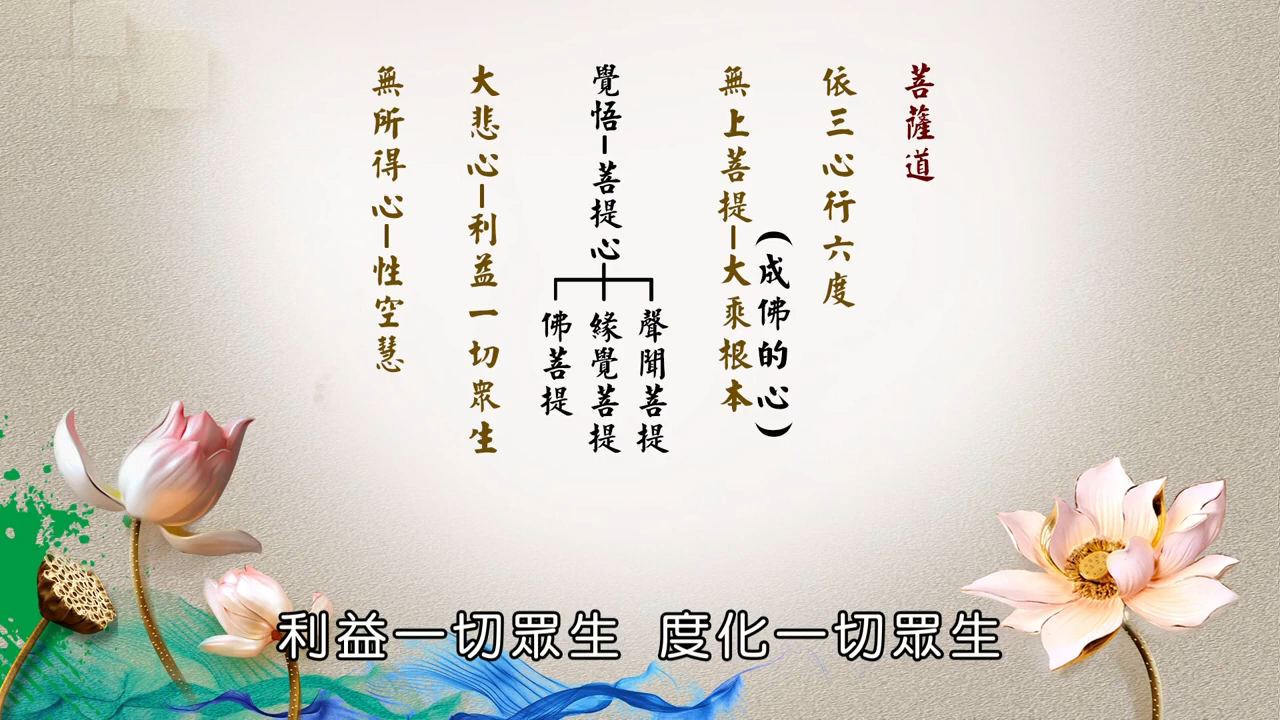 菩薩道
依三心行六度
(成佛的心)
無上菩提-大乘根本
覺悟-菩提心
聲聞菩提
緣覺菩提
佛菩提
大悲心-利益一切眾生
無所得心-性空慧
利益一切眾生 度化一切眾生